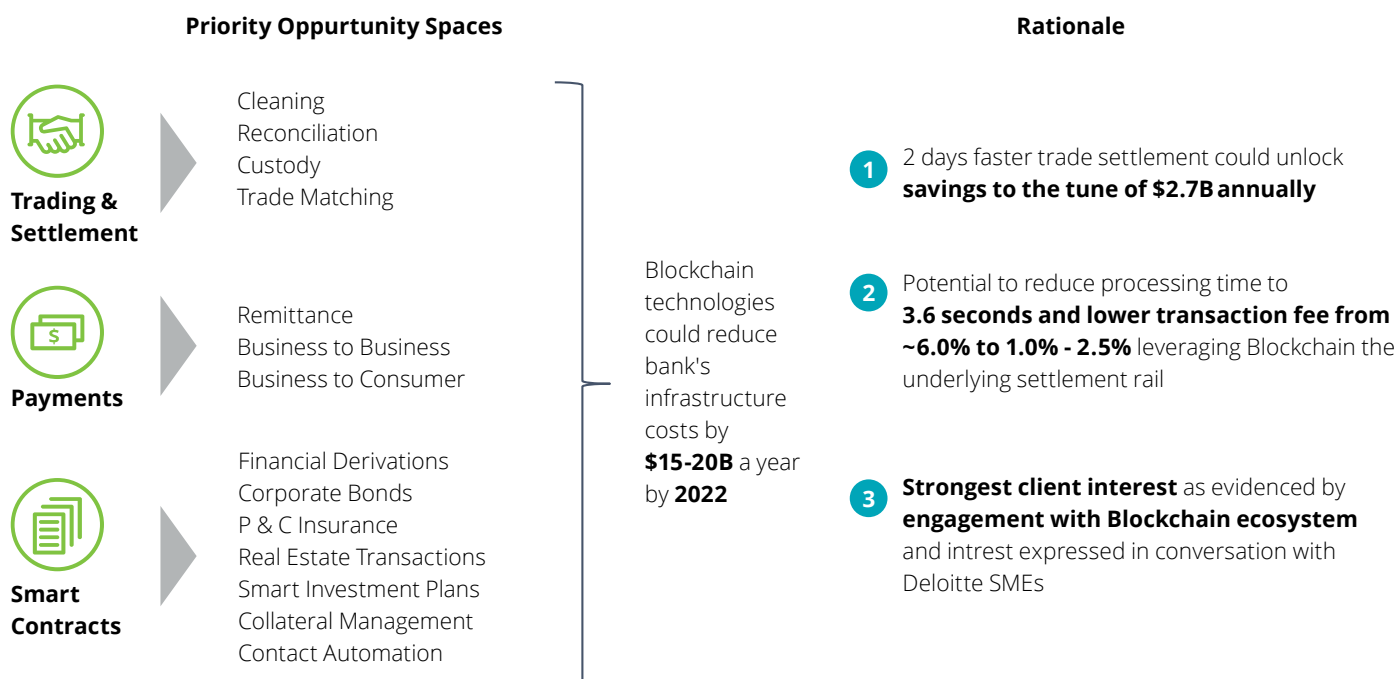 Priority Oppurtunity Spaces
Rationale
Trading &
Settlement
Cleaning
Reconciliation
Custody
Trade Matching
$
Payments
Remittance
Business to Business
Business to Consumer
Smart
Contracts
Financial Derivations
Corporate Bonds
P & C Insurance
Real Estate Transactions
Smart Investment Plans
Collateral Management
Contact Automation
Blockchain
technologies
could reduce
bank's
infrastructure
costs by
$15-20B a year
by 2022
1
2 days faster trade settlement could unlock
savings to the tune of $2.7B annually
2
Potential to reduce processing time to
3.6 seconds and lower transaction fee from
~6.0% to 1.0% - 2.5% leveraging Blockchain the
underlying settlement rail
3
Strongest client interest as evidenced by
engagement with Blockchain ecosystem
and intrest expressed in conversation with
Deloitte SMEs